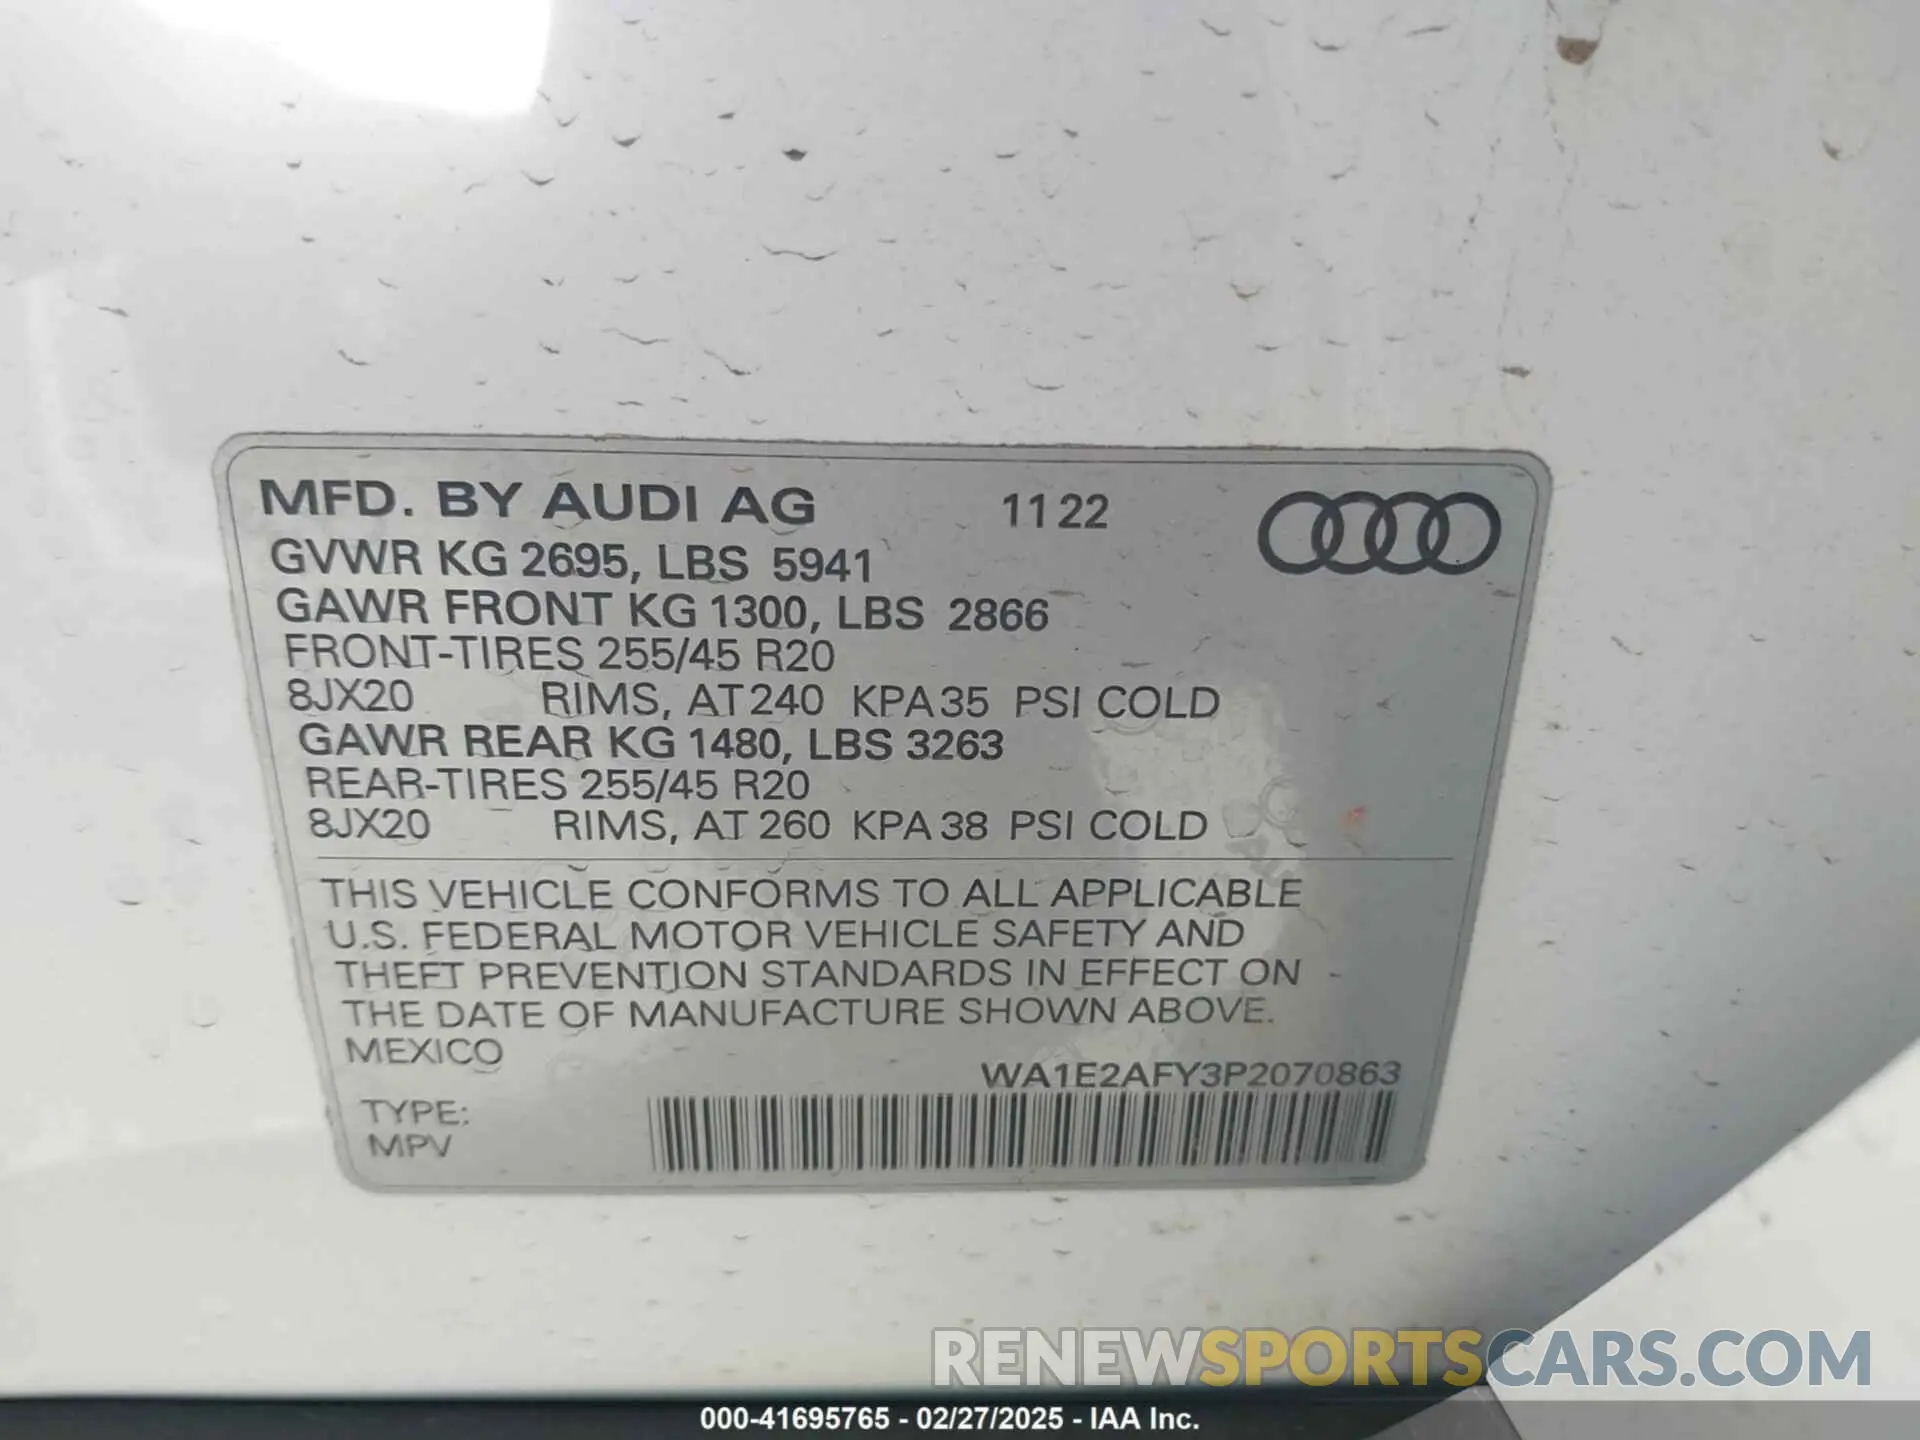 MFD. BY AUDI AG 11 22
GVWR KG 2695, LBS 5941
GAWR FRONT KG 1300, LBS 2866
FRONT-TIRES 255/45 R20
8JX20 RIMS, AT 240 KPA 35 PSI COLD
GAWR REAR KG 1480, LBS 3263
REAR-TIRES 255/45 R20
8JX20 RIMS, AT 260 KPA 38 PSI COLD
THIS VEHICLE CONFORMS TO ALL APPLICABLE
U.S. FEDERAL MOTOR VEHICLE SAFETY AND
THEFT PREVENTION STANDARDS IN EFFECT ON
THE DATE OF MANUFACTURE SHOWN ABOVE.
MEXICO
WA1E2AFY3P2070863
TYPE:
MPV
RENEWSPORTSCARS.COM
000-41695765 - 02/27/2025 - IAA Inc.